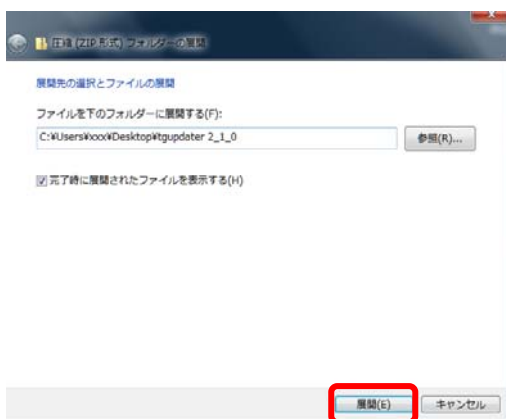 圧縮 (ZIP 形式) フォルダーの展開
展開先の選択とファイルの展開
ファイルを下のフォルダーに展開する(F):
C:¥Users¥xxx¥Desktop¥tgupdater 2_1_0
参照(R)...
完了時に展開されたファイルを表示する(H)
展開(E)
キャンセル